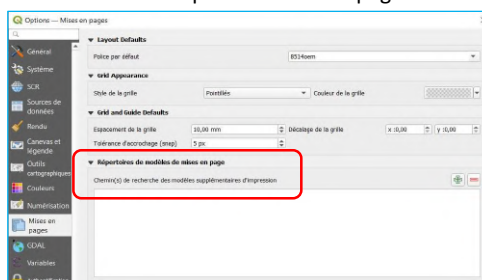 Options — Mises en pages
Général
Système
SCR
Sources de données
Rendu
Canevas et légende
Outils cartographiques
Couleurs
Numérisation
Mises en pages
GDAL
Variables
Layout Defaults
Police par défaut 8514oem
Grid Appearance
Style de la grille Pointillés Couleur de la grille
Grid and Guide Defaults
Espacement de la grille 10,00 mm Décalage de la grille x :0,00 y :0,00
Tolérance d'accrochage (snap) 5 px
Répertoires de modèles de mises en page
Chemin(s) de recherche des modèles supplémentaires d'impression